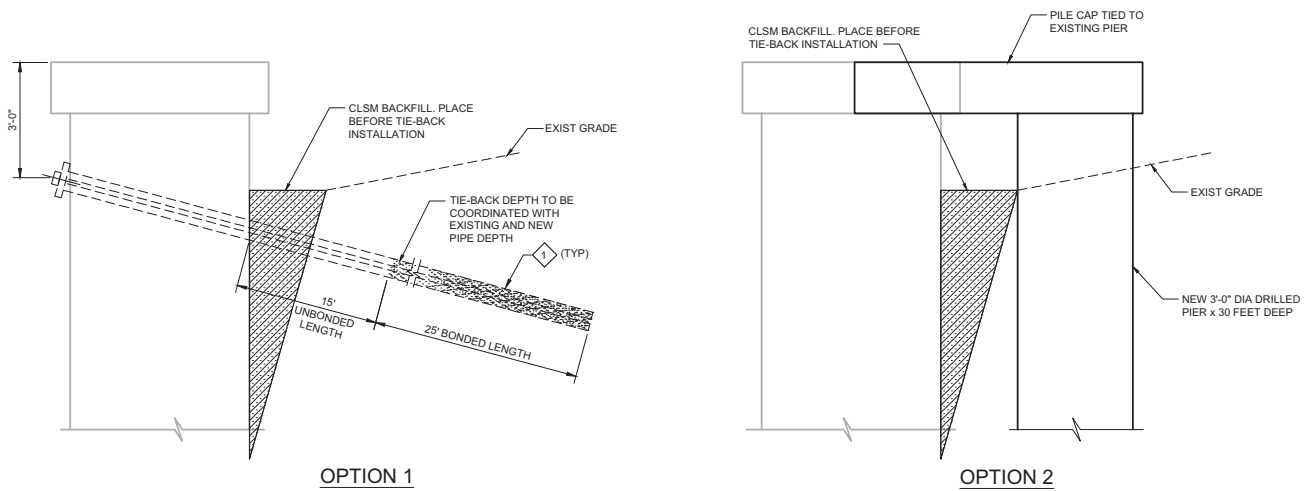 3'-0"
CLSM BACKFILL. PLACE
BEFORE TIE-BACK
INSTALLATION
EXIST GRADE
TIE-BACK DEPTH TO BE
COORDINATED WITH
EXISTING AND NEW
PIPE DEPTH
1 (TYP)
15'
UNBONDED
LENGTH
25' BONDED LENGTH
OPTION 1
CLSM BACKFILL. PLACE BEFORE
TIE-BACK INSTALLATION
PILE CAP TIED TO
EXISTING PIER
EXIST GRADE
NEW 3'-0" DIA DRILLED
PIER x 30 FEET DEEP
OPTION 2